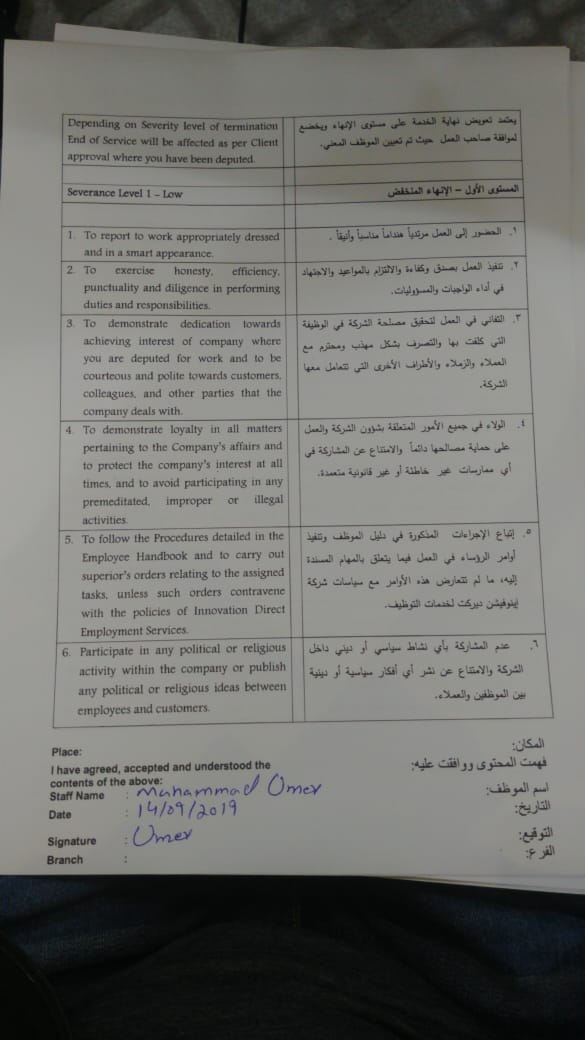 Depending on Severity level of termination
End of Service will be affected as per Client
approval where you have been deputed.
يعتمد تعويض نهاية الخدمة على مستوى الإنهاء ويخضع
لموافقة صاحب العمل حيث تم تعيين الموظف المعني.
Severance Level 1 – Low
المستوى الأول – الإنهاء المنخفض
1. To report to work appropriately dressed
and in a smart appearance.
١. الحضور إلى العمل مرتدياً هنداماً مناسباً وأنيقاً .
2. To exercise honesty, efficiency,
punctuality and diligence in performing
duties and responsibilities.
٢. تنفيذ العمل بصدق وكفاءة والالتزام بالمواعيد والاجتهاد
في أداء الواجبات والمسؤوليات.
3. To demonstrate dedication towards
achieving interest of company where
you are deputed for work and to be
courteous and polite towards customers,
colleagues, and other parties that the
company deals with.
٣. التفاني في العمل لتحقيق مصلحة الشركة في الوظيفة
التي كلفت بها والتصرف بشكل مهذب ومحترم مع
العملاء والزملاء والأطراف الأخرى التي تتعامل معها
الشركة.
4. To demonstrate loyalty in all matters
pertaining to the Company's affairs and
to protect the company's interest at all
times, and to avoid participating in any
premeditated, improper or illegal
activities.
٤. الولاء في جميع الأمور المتعلقة بشؤون الشركة والعمل
على حماية مصالحها دائماً والامتناع عن المشاركة في
أي ممارسات غير خاطئة أو غير قانونية متعمدة.
5. To follow the Procedures detailed in the
Employee Handbook and to carry out
superior's orders relating to the assigned
tasks, unless such orders contravene
with the policies of Innovation Direct
Employment Services.
٥. إتباع الإجراءات المذكورة في دليل الموظف وتنفيذ
أوامر الرؤساء في العمل فيما يتعلق بالمهام المسندة
إليه، ما لم تتعارض هذه الأوامر مع سياسات شركة
إينوفيشن ديركت لخدمات التوظيف.
6. Participate in any political or religious
activity within the company or publish
any political or religious ideas between
employees and customers.
٦. عدم المشاركة بأي نشاط سياسي أو ديني داخل
الشركة والامتناع عن نشر أي أفكار سياسية أو دينية
بين الموظفين والعملاء.
Place:
المكان:
I have agreed, accepted and understood the
contents of the above:
فهمت المحتوى ووافقت عليه:
Staff Name : Muhammad Omer
اسم الموظف:
Date : 14/09/2019
التاريخ:
Signature : Omer
التوقيع:
Branch :
الفرع: